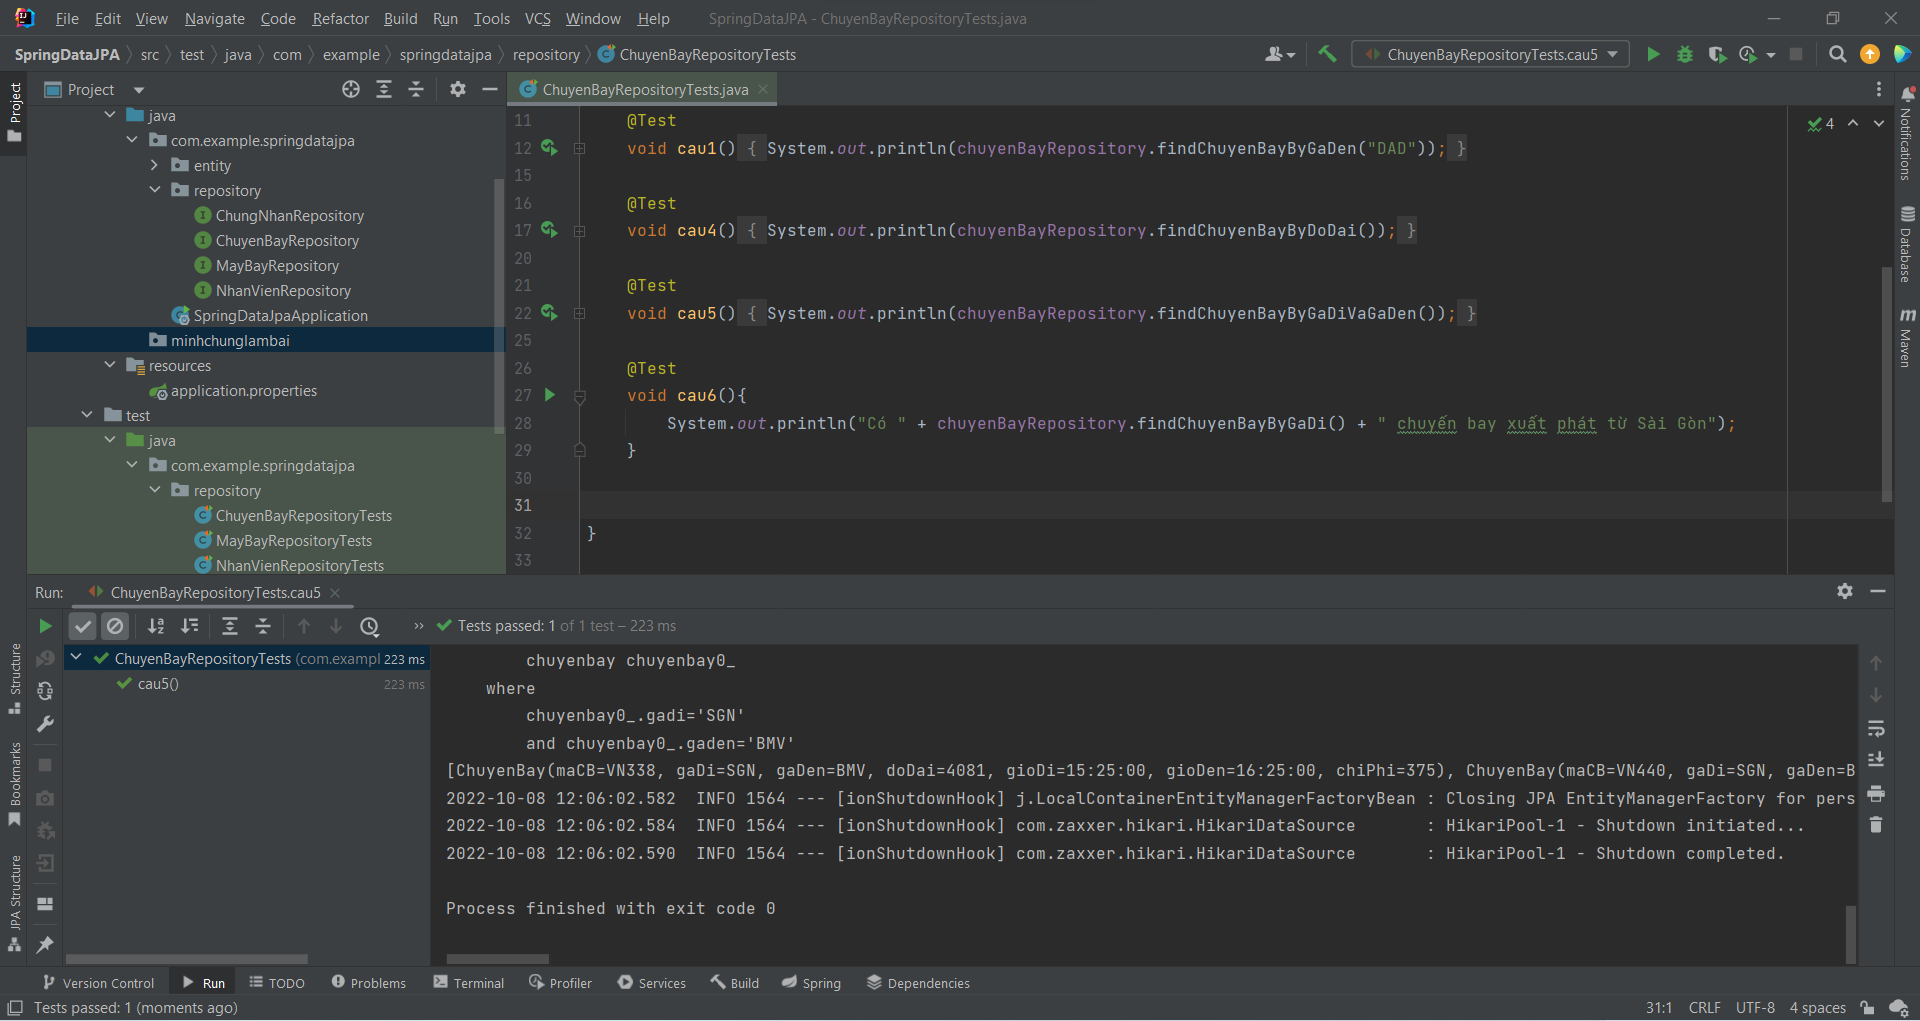 File Edit View Navigate Code Refactor Build Run Tools VCS Window Help SpringDataJPA - ChuyenBayRepositoryTests.java
SpringDataJPA src test java com example springdatajpa repository ChuyenBayRepositoryTests ChuyenBayRepositoryTests.cau5
Project
Project
java
com.example.springdatajpa
entity
repository
ChungNhanRepository
ChuyenBayRepository
MayBayRepository
NhanVienRepository
SpringDataJpaApplication
minhchunglambai
resources
application.properties
test
java
com.example.springdatajpa
repository
ChuyenBayRepositoryTests
MayBayRepositoryTests
NhanVienRepositoryTests
ChuyenBayRepositoryTests.java
4
11 @Test
12 void cau1() { System.out.println(chuyenBayRepository.findChuyenBayByGaDen("DAD")); }
15
16 @Test
17 void cau4() { System.out.println(chuyenBayRepository.findChuyenBayByDoDai()); }
20
21 @Test
22 void cau5() { System.out.println(chuyenBayRepository.findChuyenBayByGaDiVaGaDen()); }
25
26 @Test
27 void cau6(){
28 System.out.println("Có " + chuyenBayRepository.findChuyenBayByGaDi() + " chuyến bay xuất phát từ Sài Gòn");
29 }
30
31
32 }
33
Notifications
Database
Maven
Run: ChuyenBayRepositoryTests.cau5
Tests passed: 1 of 1 test – 223 ms
ChuyenBayRepositoryTests (com.exampl 223 ms
cau5() 223 ms
chuyenbay chuyenbay0_
where
chuyenbay0_.gadi='SGN'
and chuyenbay0_.gaden='BMV'
[ChuyenBay(maCB=VN338, gaDi=SGN, gaDen=BMV, doDai=4081, gioDi=15:25:00, gioDen=16:25:00, chiPhi=375), ChuyenBay(maCB=VN440, gaDi=SGN, gaDen=B
2022-10-08 12:06:02.582 INFO 1564 --- [ionShutdownHook] j.LocalContainerEntityManagerFactoryBean : Closing JPA EntityManagerFactory for pers
2022-10-08 12:06:02.584 INFO 1564 --- [ionShutdownHook] com.zaxxer.hikari.HikariDataSource : HikariPool-1 - Shutdown initiated...
2022-10-08 12:06:02.590 INFO 1564 --- [ionShutdownHook] com.zaxxer.hikari.HikariDataSource : HikariPool-1 - Shutdown completed.
Process finished with exit code 0
Structure
Bookmarks
JPA Structure
Version Control Run TODO Problems Terminal Profiler Services Build Spring Dependencies
Tests passed: 1 (moments ago) 31:1 CRLF UTF-8 4 spaces